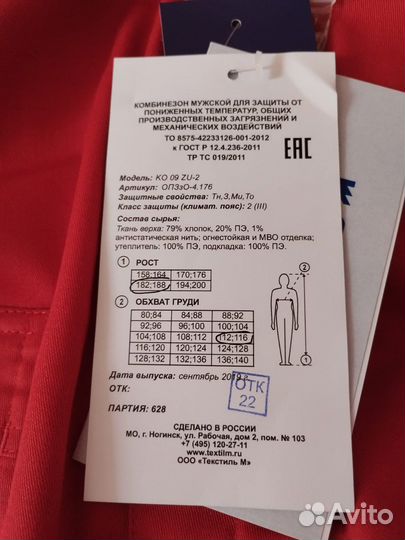 КОМБИНЕЗОН МУЖСКОЙ ДЛЯ ЗАЩИТЫ ОТ
ПОНИЖЕННЫХ ТЕМПЕРАТУР, ОБЩИХ
ПРОИЗВОДСТВЕННЫХ ЗАГРЯЗНЕНИЙ И
МЕХАНИЧЕСКИХ ВОЗДЕЙСТВИЙ
ТО 8575-42233126-001-2012
к ГОСТ Р 12.4.236-2011
ТР ТС 019/2011
EAC
Модель: КО 09 ZU-2
Артикул: ОПЗзО-4.176
Защитные свойства: Тн,З,Ми,То
Класс защиты (климат. пояс): 2 (III)
Состав сырья:
Ткань верха: 79% хлопок, 20% ПЭ, 1%
антистатическая нить; огнестойкая и МВО отделка;
утеплитель: 100% ПЭ, подкладка: 100% ПЭ.
1 РОСТ
158;164 170;176
182;188 194;200
2 ОБХВАТ ГРУДИ
80;84 84;88 88;92
92;96 96;100 100;104
104;108 108;112 112;116
116;120 120;124 124;128
128;132 132;136 136;140
2
1
Дата выпуска: сентябрь 2019 г.
ОТК:
ОТК
22
ПАРТИЯ: 628
СДЕЛАНО В РОССИИ
МО, г. Ногинск, ул. Рабочая, дом 2, пом. № 103
+7 (495) 120-27-11
www.textilm.ru
ООО «Текстиль М»
Avito